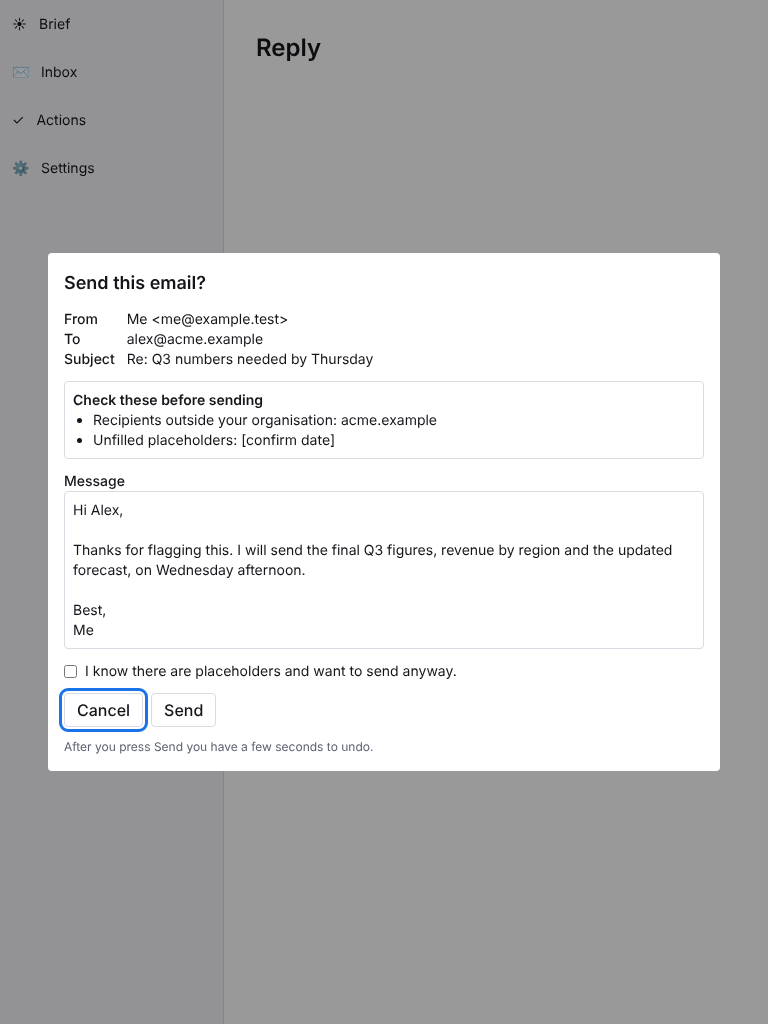 Brief
Inbox
Actions
Settings
Reply
Send this email?
From Me <me@example.test>
To alex@acme.example
Subject Re: Q3 numbers needed by Thursday
Check these before sending
Recipients outside your organisation: acme.example
Unfilled placeholders: [confirm date]
Message
Hi Alex,
Thanks for flagging this. I will send the final Q3 figures, revenue by region and the updated
forecast, on Wednesday afternoon.
Best,
Me
I know there are placeholders and want to send anyway.
Cancel Send
After you press Send you have a few seconds to undo.